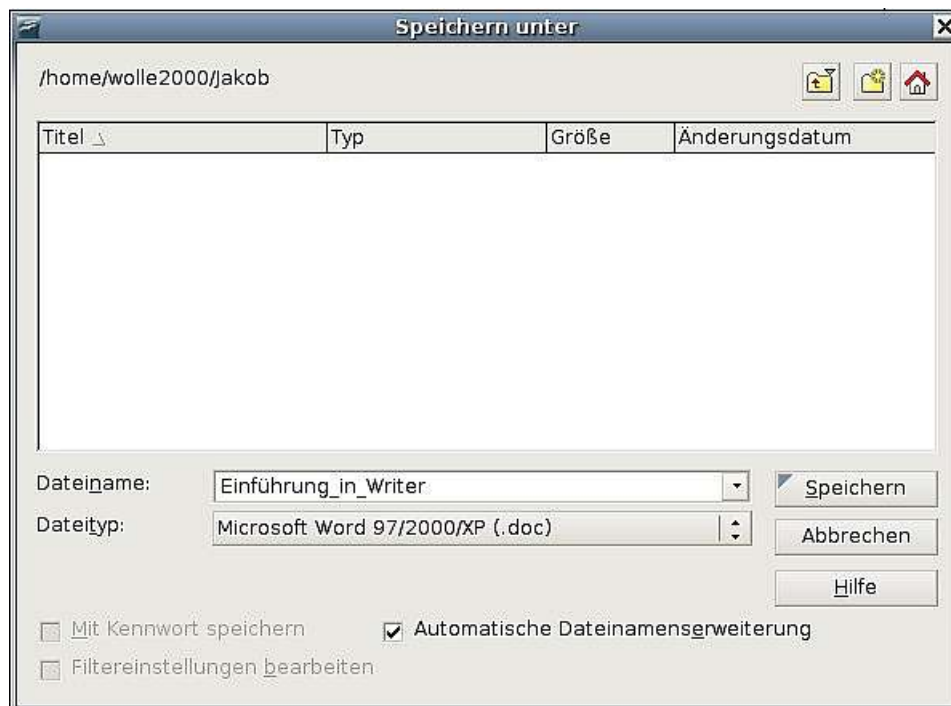 Speichern unter
/home/wolle2000/Jakob
Titel Typ Größe Änderungsdatum
Dateiname: Einführung_in_Writer Speichern
Dateityp: Microsoft Word 97/2000/XP (.doc) Abbrechen
Hilfe
Mit Kennwort speichern Automatische Dateinamenserweiterung
Filtereinstellungen bearbeiten